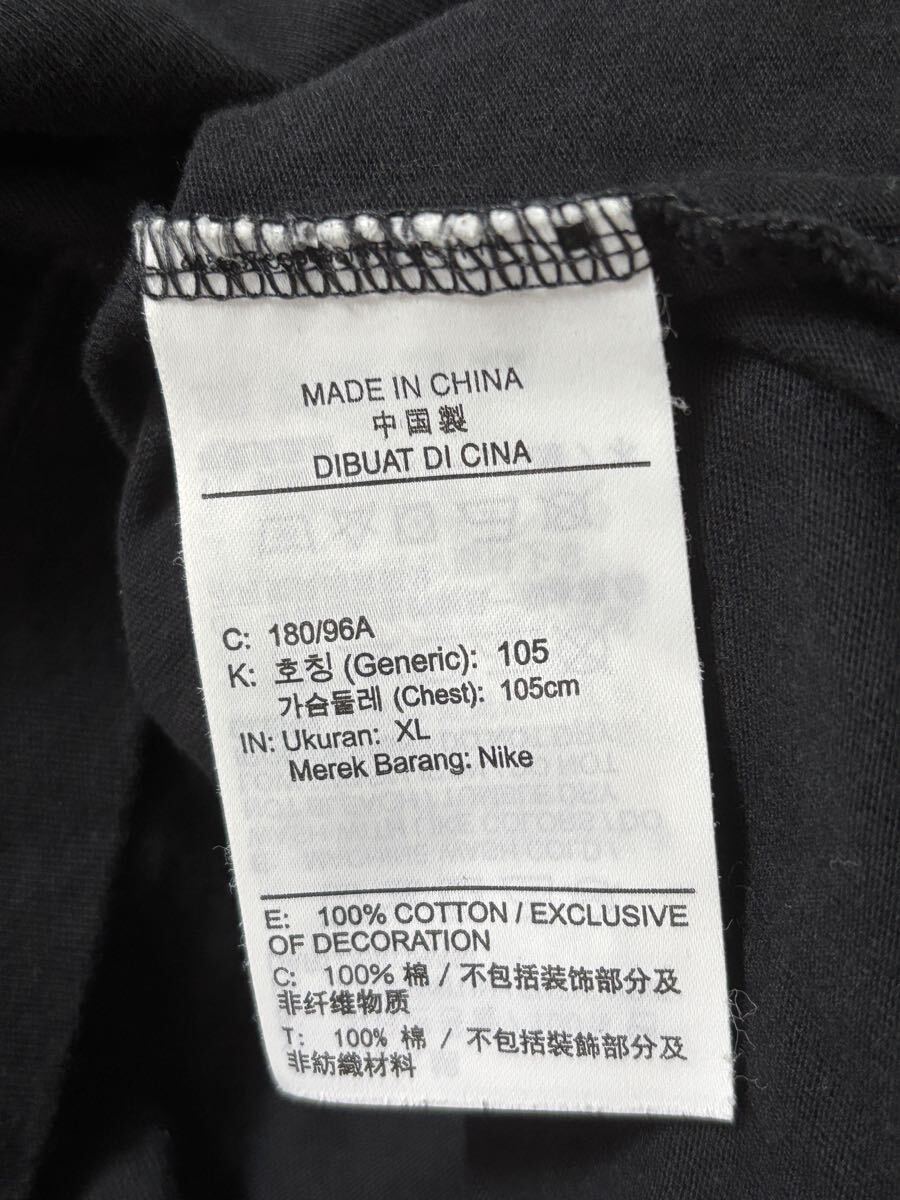 MADE IN CHINA
中国製
DIBUAT DI CINA
C: 180/96A
K: 호칭 (Generic): 105
가슴둘레 (Chest): 105cm
IN: Ukuran: XL
Merek Barang: Nike
E: 100% COTTON / EXCLUSIVE
OF DECORATION
C: 100% 棉 / 不包括装饰部分及
非纤维物质
T: 100% 棉 / 不包括裝飾部分及
非紡織材料